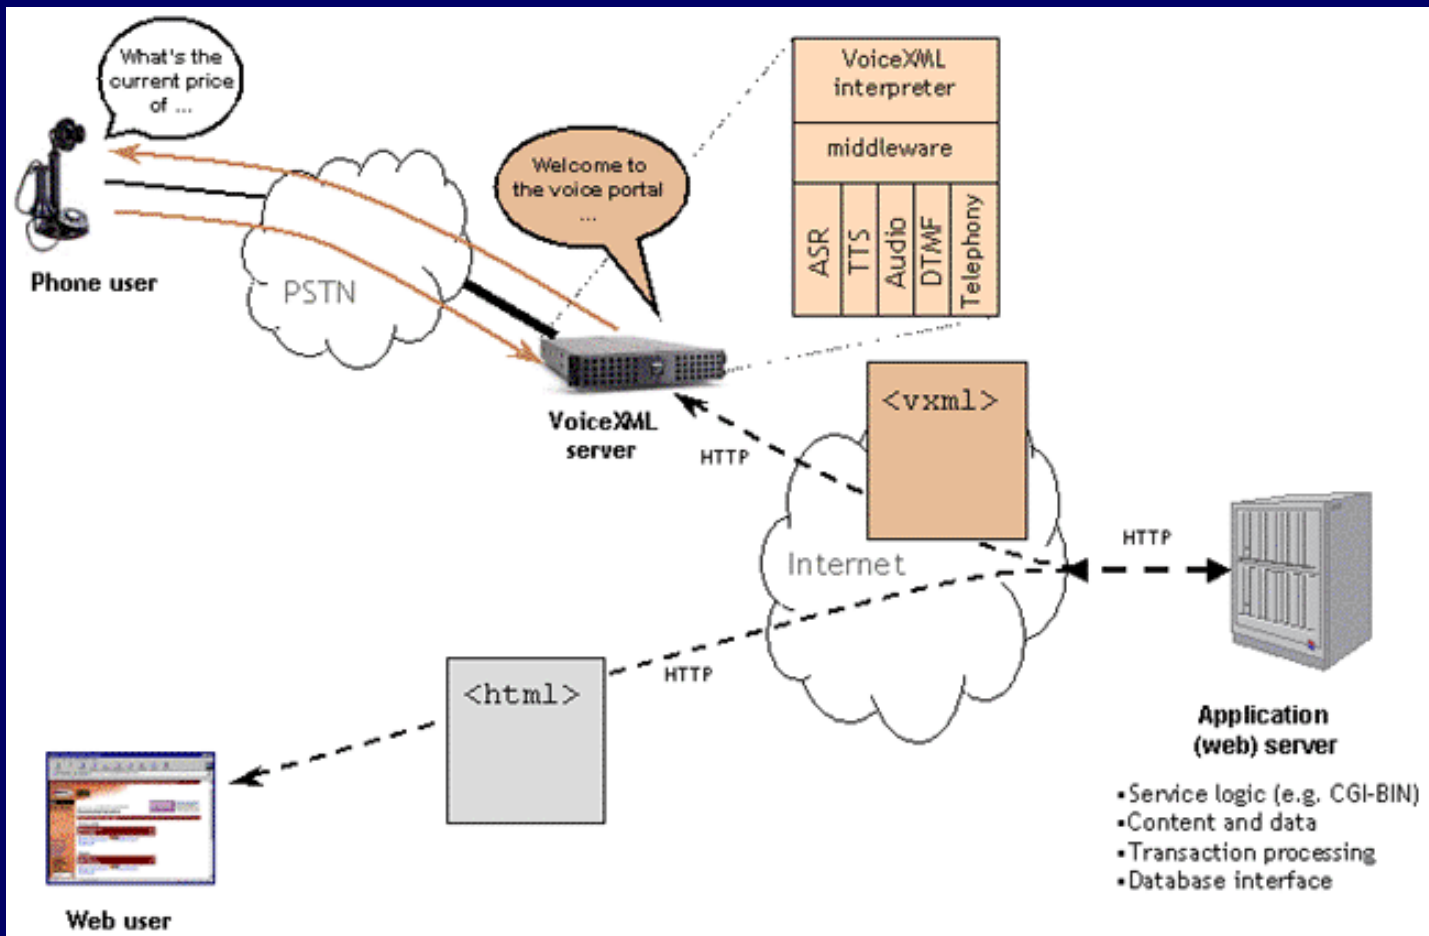 What's the
current price
of ...
Phone user
PSTN
Welcome to
the voice portal
...
VoiceXML
server
VoiceXML
interpreter
middleware
ASR
TTS
Audio
DTMF
Telephony
<vxml>
HTTP
Internet
HTTP
HTTP
<html>
Web user
Application
(web) server
▪Service logic (e.g. CGI-BIN)
▪Content and data
▪Transaction processing
▪Database interface